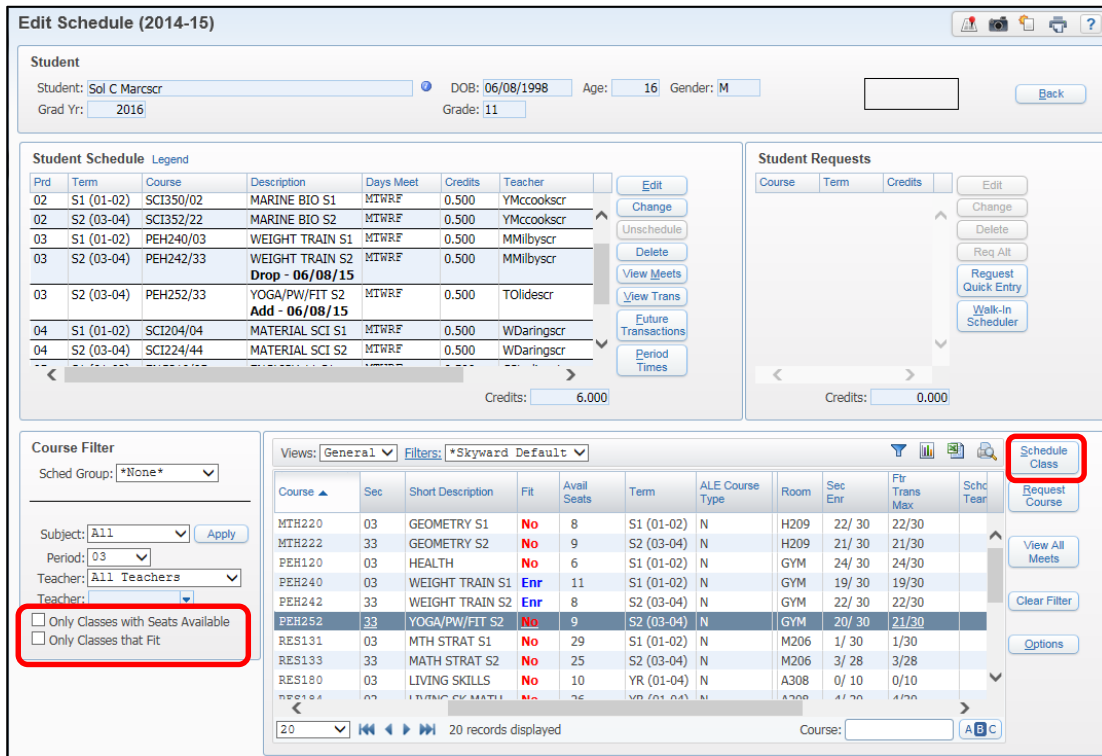 Edit Schedule (2014-15)
?
Student
Student: Sol C Marcscr DOB: 06/08/1998 Age: 16 Gender: M
Back
Grad Yr: 2016 Grade: 11
Student Schedule Legend
Prd Term Course Description Days Meet Credits Teacher
02 S1 (01-02) SCI350/02 MARINE BIO S1 MTWRF 0.500 YMccookscr
02 S2 (03-04) SCI352/22 MARINE BIO S2 MTWRF 0.500 YMccookscr
03 S1 (01-02) PEH240/03 WEIGHT TRAIN S1 MTWRF 0.500 MMilbyscr
03 S2 (03-04) PEH242/33 WEIGHT TRAIN S2 MTWRF 0.500 MMilbyscr
Drop - 06/08/15
03 S2 (03-04) PEH252/33 YOGA/PW/FIT S2 MTWRF 0.500 TOlidescr
Add - 06/08/15
04 S1 (01-02) SCI204/04 MATERIAL SCI S1 MTWRF 0.500 WDaringscr
04 S2 (03-04) SCI224/44 MATERIAL SCI S2 MTWRF 0.500 WDaringscr
Credits: 6.000
Edit
Change
Unschedule
Delete
View Meets
View Trans
Future
Transactions
Period
Times
Student Requests
Course Term Credits
Credits: 0.000
Edit
Change
Delete
Req Alt
Request
Quick Entry
Walk-In
Scheduler
Course Filter
Sched Group: *None*
Subject: All Apply
Period: 03
Teacher: All Teachers
Teacher:
Only Classes with Seats Available
Only Classes that Fit
Views: General Filters: *Skyward Default
Course Sec Short Description Fit Avail Seats Term ALE Course Type Room Sec Enr Ftr Trans Max
MTH220 03 GEOMETRY S1 No 8 S1 (01-02) N H209 22/ 30 22/30
MTH222 33 GEOMETRY S2 No 9 S2 (03-04) N H209 21/ 30 21/30
PEH120 03 HEALTH No 6 S1 (01-02) N GYM 24/ 30 24/30
PEH240 03 WEIGHT TRAIN S1 Enr 11 S1 (01-02) N GYM 19/ 30 19/30
PEH242 33 WEIGHT TRAIN S2 Enr 8 S2 (03-04) N GYM 22/ 30 22/30
PEH252 33 YOGA/PW/FIT S2 No 9 S2 (03-04) N GYM 20/ 30 21/30
RES131 03 MTH STRAT S1 No 29 S1 (01-02) N M206 1/ 30 1/30
RES133 33 MATH STRAT S2 No 25 S2 (03-04) N M206 3/ 28 3/28
RES180 03 LIVING SKILLS No 10 YR (01-04) N A308 0/ 10 0/10
20 20 records displayed Course: A B C
Schedule
Class
Request
Course
View All
Meets
Clear Filter
Options